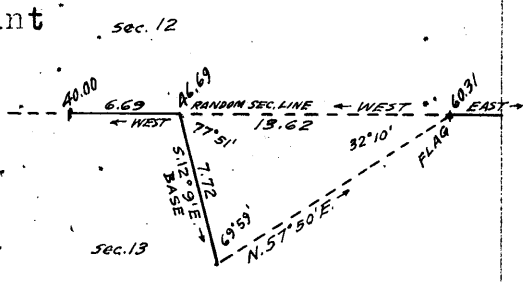 nt
sec. 12
40.00
6.69
← WEST
46.69
RANDOM SEC. LINE
← WEST
13.62
60.31
EAST →
77°51'
32°10'
FLAG
7.72
S.12°9'E. →
BASE
69°59'
N.57°50'E. →
sec. 13